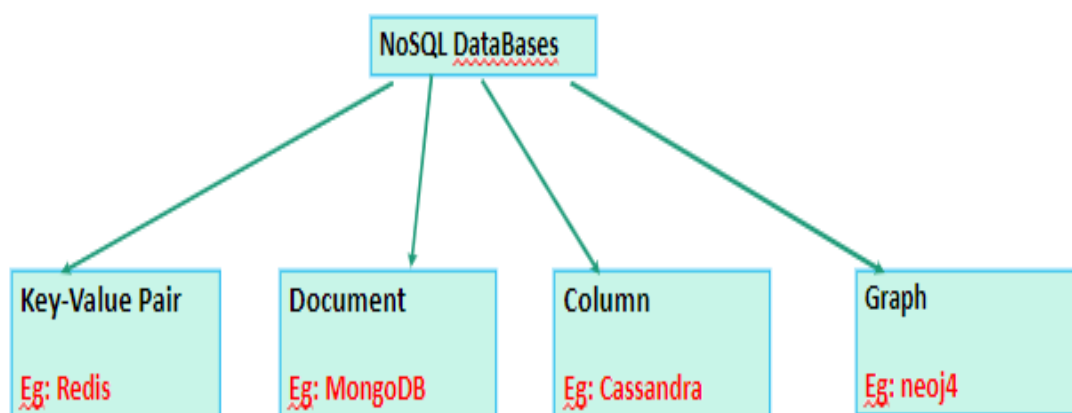 NoSQL DataBases
Key-Value Pair
Eg: Redis
Document
Eg: MongoDB
Column
Eg: Cassandra
Graph
Eg: neoj4